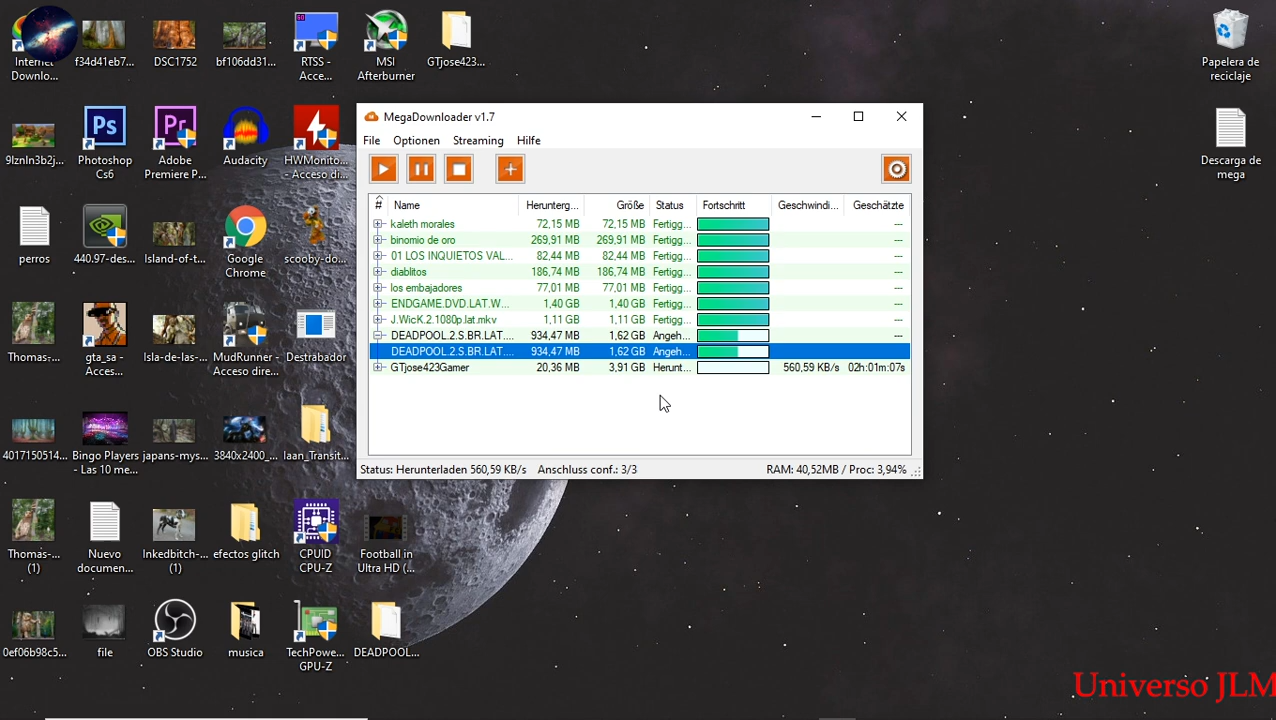 Internet Downlo...
f34d41eb7...
DSC1752
bf106dd31...
RTSS - Acce...
MSI Afterburner
GTjose423...
Papelera de reciclaje
9IznIn3b2j...
Photoshop Cs6
Adobe Premiere P...
Audacity
HWMonito... - Acceso di...
Descarga de mega
perros
440.97-des...
Island-of-t...
Google Chrome
scooby-do...
Thomas-...
gta_sa - Acces...
Isla-de-las-...
MudRunner - Acceso dire...
Destrabador
4017150514...
Bingo Players - Las 10 me...
japans-mys...
3840x2400_...
laan_Transit...
Thomas-... (1)
Nuevo documen...
Inkedbitch-... (1)
efectos glitch
CPUID CPU-Z
Football in Ultra HD (...
0ef06b98c5...
file
OBS Studio
musica
TechPowe... GPU-Z
DEADPOOL...
MegaDownloader v1.7
File Optionen Streaming Hilfe
# Name Herunterg... Größe Status Fortschritt Geschwindi... Geschätzte
kaleth morales 72,15 MB 72,15 MB Fertigg... ---
binomio de oro 269,91 MB 269,91 MB Fertigg... ---
01 LOS INQUIETOS VAL... 82,44 MB 82,44 MB Fertigg... ---
diablitos 186,74 MB 186,74 MB Fertigg... ---
los embajadores 77,01 MB 77,01 MB Fertigg... ---
ENDGAME.DVD.LAT.W... 1,40 GB 1,40 GB Fertigg... ---
J.WicK.2.1080p.lat.mkv 1,11 GB 1,11 GB Fertigg... ---
DEADPOOL.2.S.BR.LAT.... 934,47 MB 1,62 GB Angeh... ---
DEADPOOL.2.S.BR.LAT.... 934,47 MB 1,62 GB Angeh...
GTjose423Gamer 20,36 MB 3,91 GB Herunt... 560,59 KB/s 02h:01m:07s
Status: Herunterladen 560,59 KB/s Anschluss conf.: 3/3 RAM: 40,52MB / Proc: 3,94%
Universo JLM